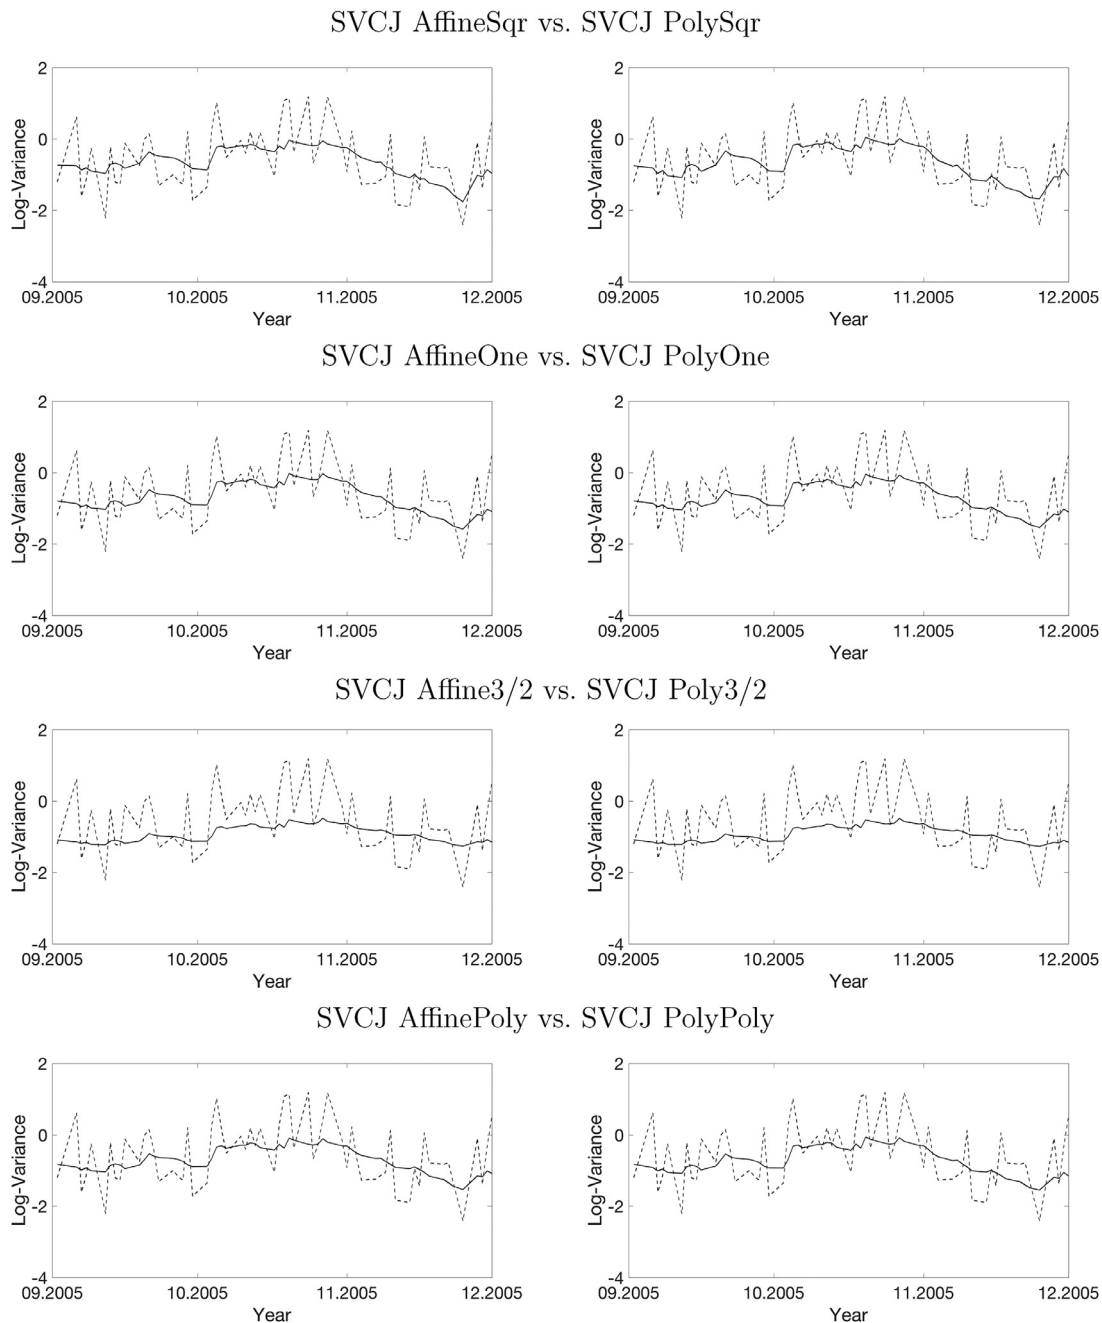 SVCJ AffineSqr vs. SVCJ PolySqr
2
0
-2
-4
Log-Variance
09.2005 10.2005 11.2005 12.2005
Year
2
0
-2
-4
Log-Variance
09.2005 10.2005 11.2005 12.2005
Year
SVCJ AffineOne vs. SVCJ PolyOne
2
0
-2
-4
Log-Variance
09.2005 10.2005 11.2005 12.2005
Year
2
0
-2
-4
Log-Variance
09.2005 10.2005 11.2005 12.2005
Year
SVCJ Affine3/2 vs. SVCJ Poly3/2
2
0
-2
-4
Log-Variance
09.2005 10.2005 11.2005 12.2005
Year
2
0
-2
-4
Log-Variance
09.2005 10.2005 11.2005 12.2005
Year
SVCJ AffinePoly vs. SVCJ PolyPoly
2
0
-2
-4
Log-Variance
09.2005 10.2005 11.2005 12.2005
Year
2
0
-2
-4
Log-Variance
09.2005 10.2005 11.2005 12.2005
Year